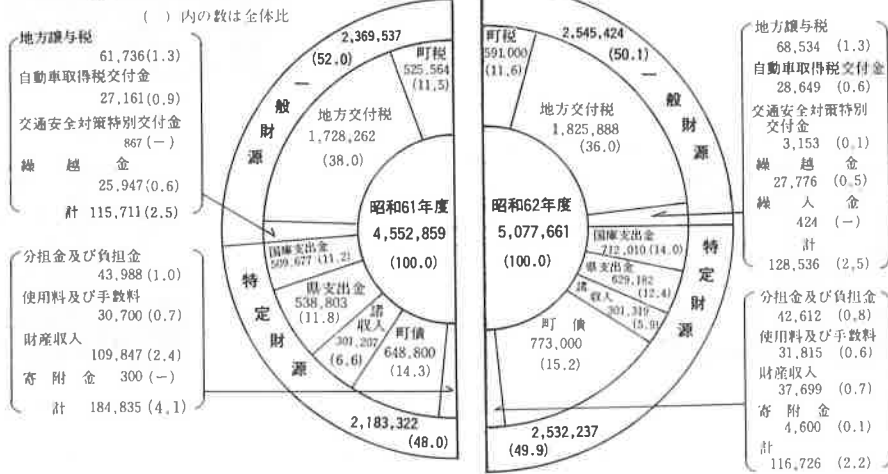 ( )内の数は全体比
地方譲与税
61,736(1.3)
自動車取得税交付金
27,161(0.9)
交通安全対策特別交付金
867(―)
繰越金
25,947(0.6)
計 115,711(2.5)
分担金及び負担金
43,988(1.0)
使用料及び手数料
30,700(0.7)
財産収入
109,847(2.4)
寄附金 300(―)
計 184,835(4.1)
2,369,537
(52.0)
一般財源
町税
525,564
(11.5)
地方交付税
1,728,262
(38.0)
昭和61年度
4,552,859
(100.0)
特定財源
国庫支出金
509,677(11.2)
県支出金
538,803
(11.8)
諸収入
301,207
(6.6)
町債
648,800
(14.3)
2,183,322
(48.0)
2,545,424
(50.1)
一般財源
町税
591,000
(11.6)
地方交付税
1,825,888
(36.0)
昭和62年度
5,077,661
(100.0)
特定財源
国庫支出金
712,010(14.0)
県支出金
629,182
(12.4)
諸収入
301,319
(5.9)
町債
773,000
(15.2)
2,532,237
(49.9)
地方譲与税
68,534 (1.3)
自動車取得税交付金
28,649 (0.6)
交通安全対策特別
交付金
3,153 (0.1)
繰越金
27,776 (0.5)
繰入金
424 (―)
計
128,536 (2.5)
分担金及び負担金
42,612 (0.8)
使用料及び手数料
31,815 (0.6)
財産収入
37,699 (0.7)
寄附金
4,600 (0.1)
計
116,726 (2.2)